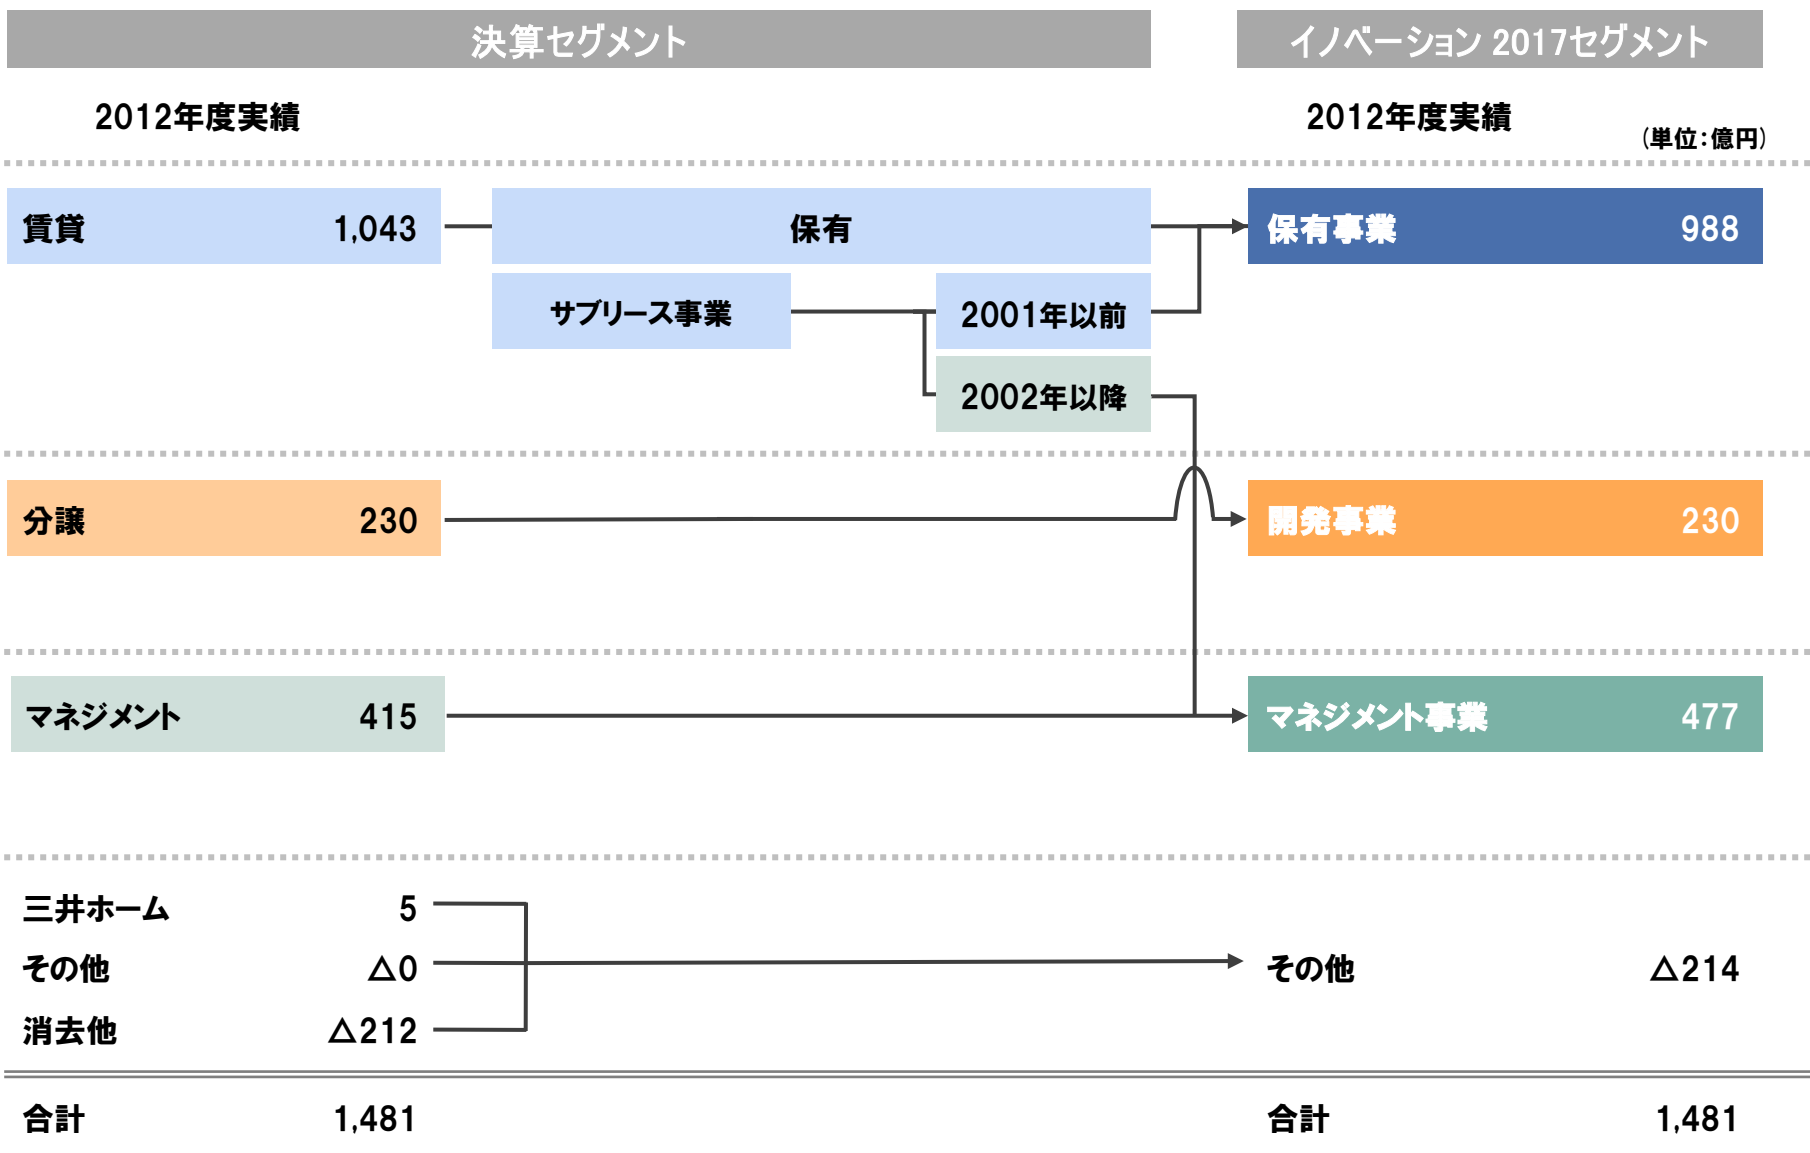 決算セグメント
イノベーション 2017セグメント
2012年度実績
2012年度実績
(単位：億円)
賃貸 1,043
保有
保有事業 988
サブリース事業
2001年以前
2002年以降
分譲 230
開発事業 230
マネジメント 415
マネジメント事業 477
三井ホーム 5
その他 △0
その他 △214
消去他 △212
合計 1,481
合計 1,481